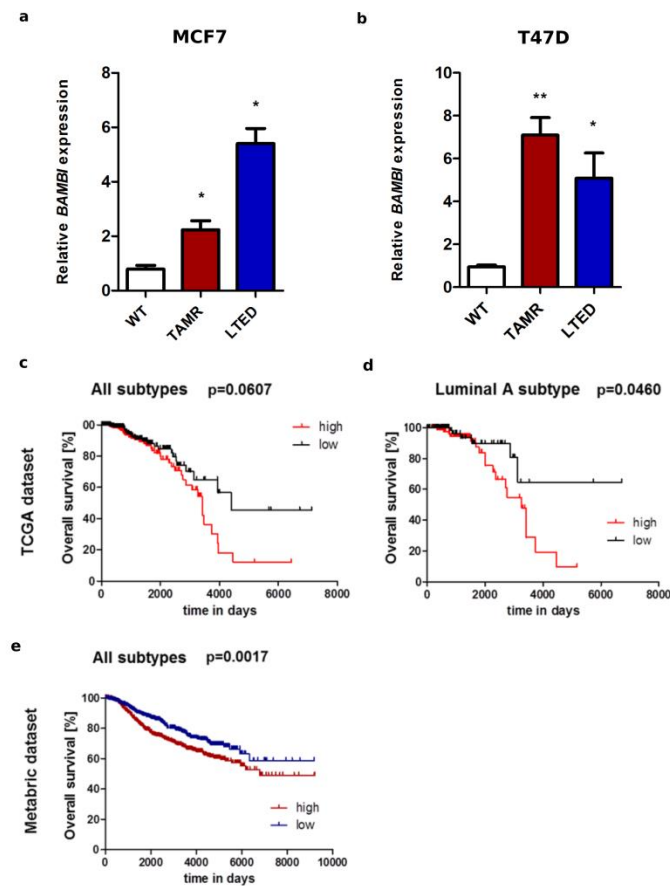 a
MCF7
Relative BAMBI expression
8
6
4
2
0
*
*
WT
TAMR
LTED
b
T47D
Relative BAMBI expression
10
8
6
4
2
0
**
*
WT
TAMR
LTED
c
All subtypes p=0.0607
TCGA dataset
Overall survival [%]
00
80
60
40
20
0
high
low
0 2000 4000 6000 8000
time in days
d
Luminal A subtype p=0.0460
Overall survival [%]
100
80
60
40
20
0
high
low
0 2000 4000 6000 8000
time in days
e
All subtypes p=0.0017
Metabric dataset
Overall survival [%]
100
80
60
40
20
0
high
low
0 2000 4000 6000 8000 10000
time in days